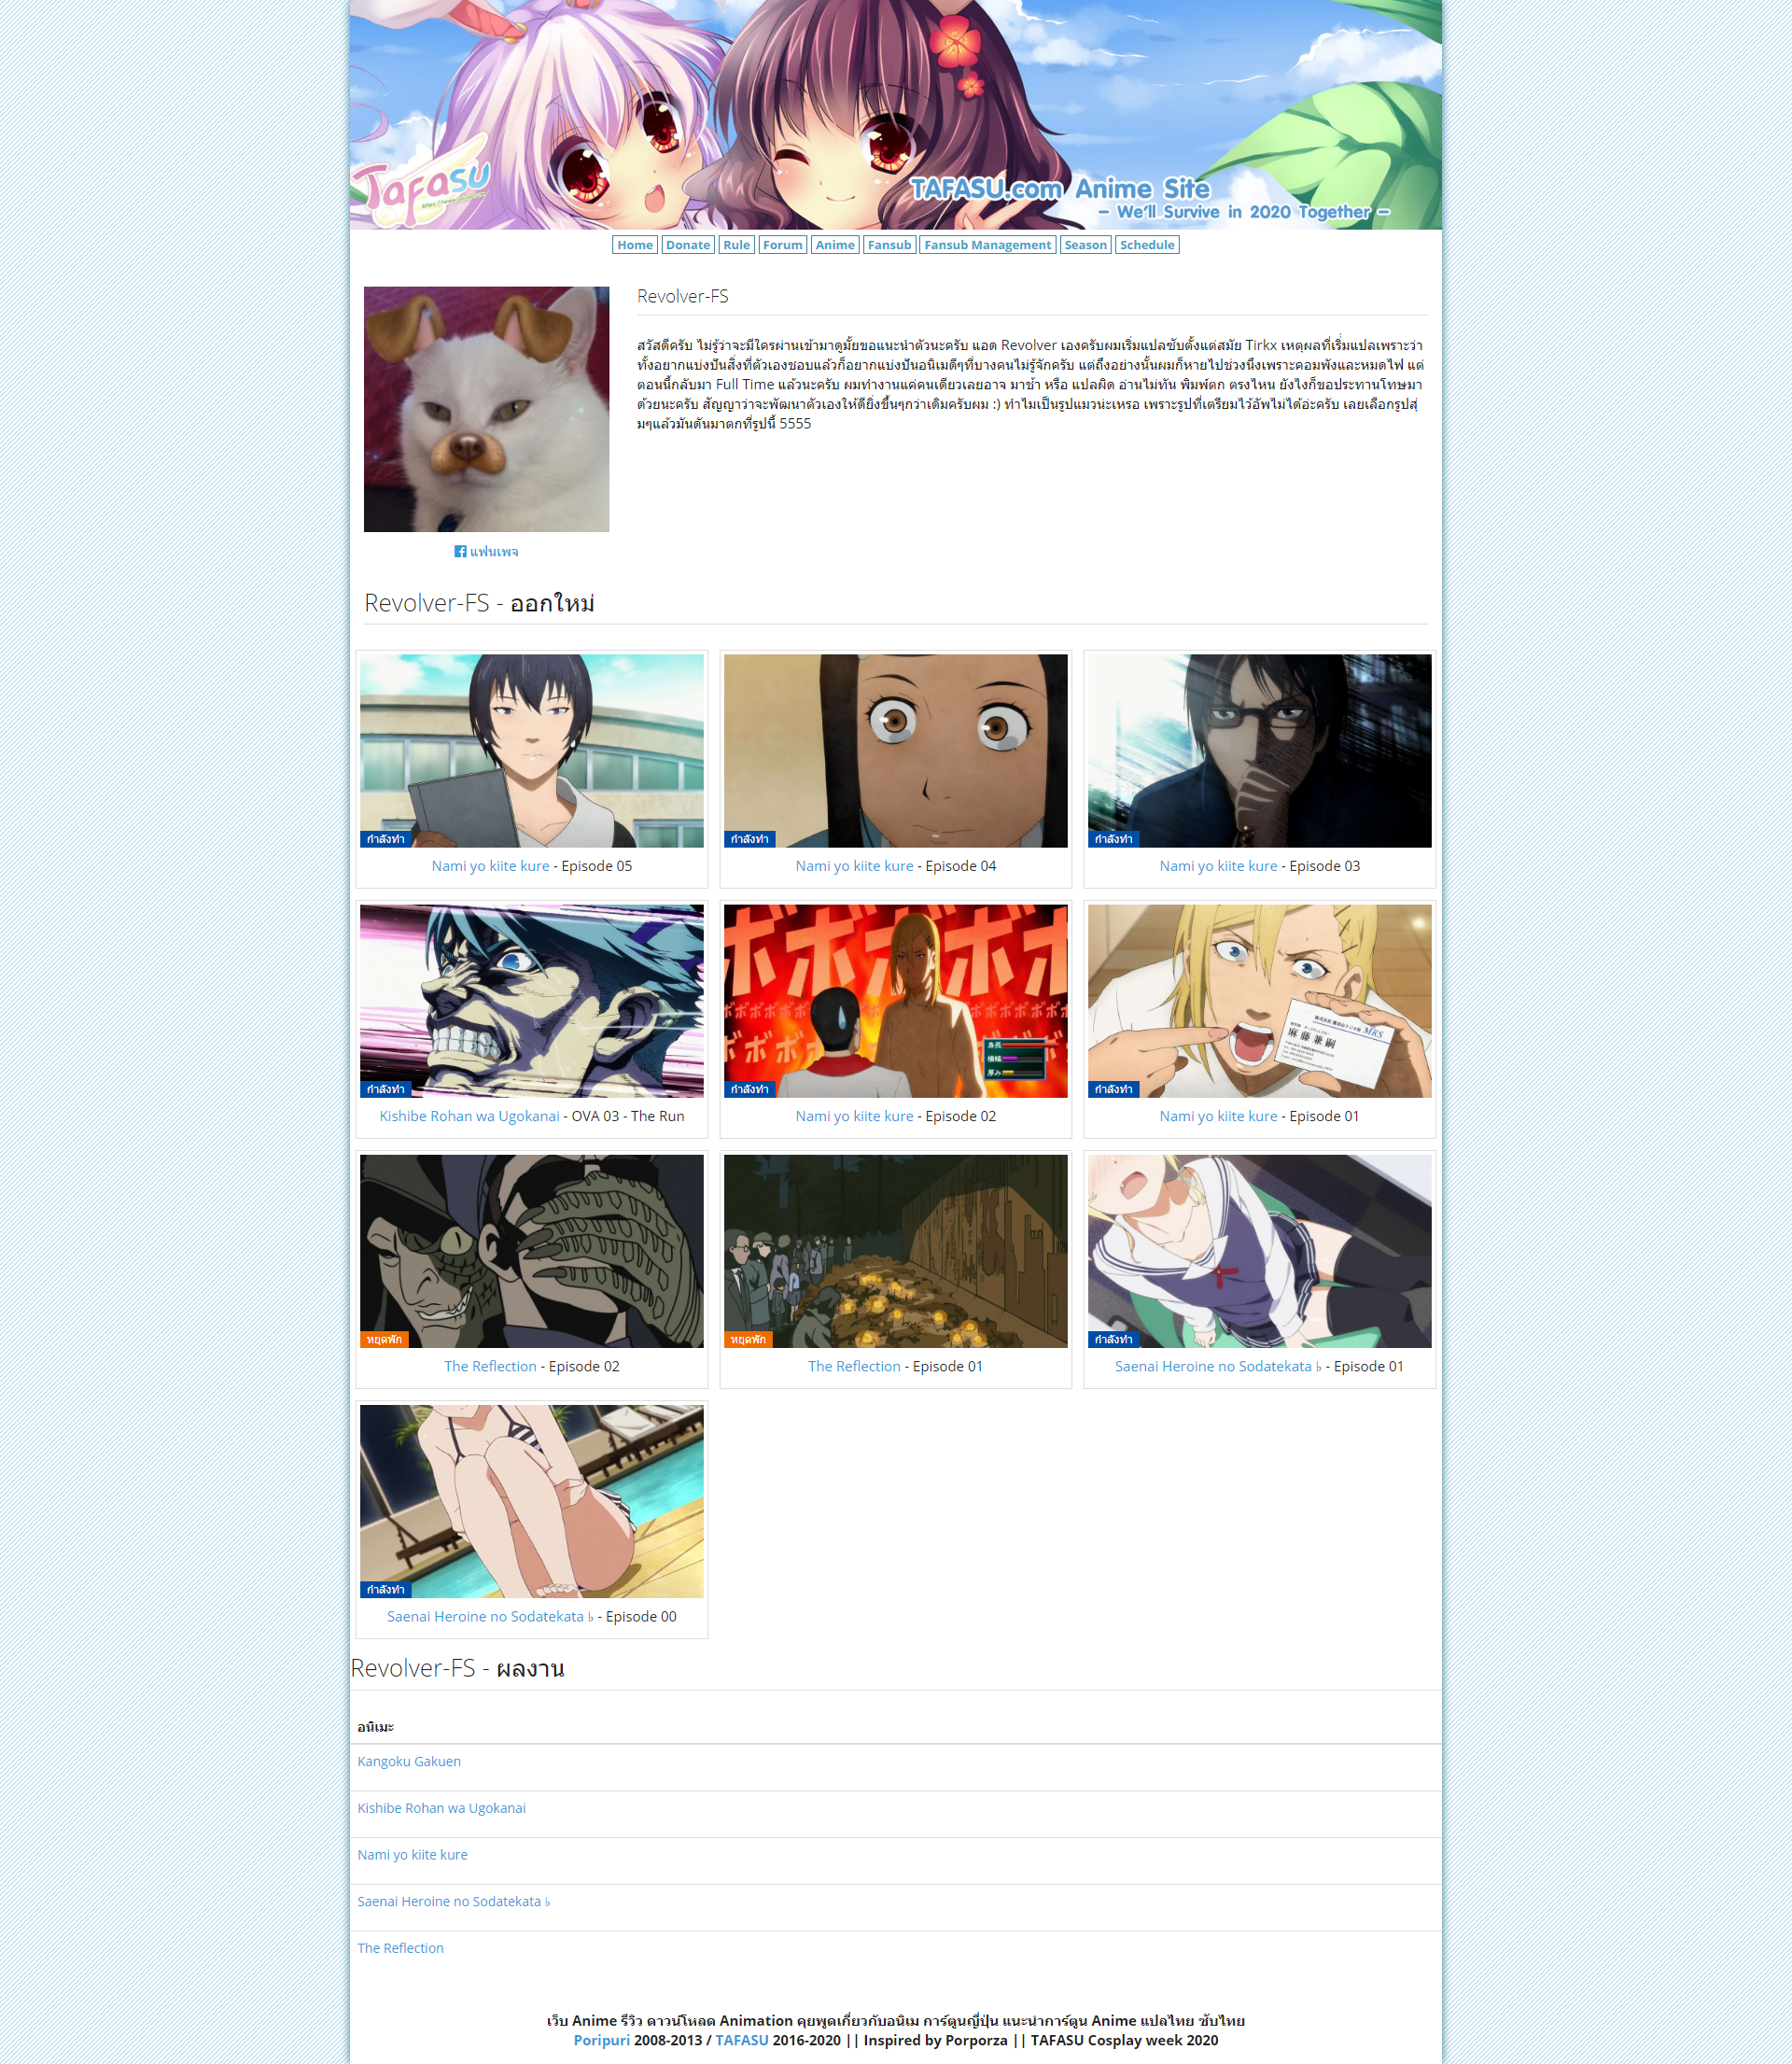 Tafasu
TAFASU.com Anime Site
- We'll Survive in 2020 Together -
Home Donate Rule Forum Anime Fansub Fansub Management Season Schedule
Revolver-FS
สวัสดีครับ ไม่รู้ว่าจะมีใครผ่านเข้ามาดูมั้ยขอแนะนำตัวนะครับ แอด Revolver เองครับผมเริ่มแปลซับตั้งแต่สมัย Tirkx เหตุผลที่เริ่มแปลเพราะว่า
ทั้งอยากแบ่งปันสิ่งที่ตัวเองชอบแล้วก็อยากแบ่งปันอนิเมดีๆที่บางคนไม่รู้จักครับ แต่ถึงอย่างนั้นผมก็หายไปช่วงนึงเพราะคอมพังและหมดไฟ แต่
ตอนนี้กลับมา Full Time แล้วนะครับ ผมทำงานแค่คนเดียวเลยอาจ มาช้า หรือ แปลผิด อ่านไม่ทัน พิมพ์ตก ตรงไหน ยังไงก็ขอประทานโทษมา
ด้วยนะครับ สัญญาว่าจะพัฒนาตัวเองให้ดียิ่งขึ้นๆกว่าเดิมครับผม :) ทำไมเป็นรูปแมวน่ะเหรอ เพราะรูปที่เตรียมไว้อัพไม่ได้อ่ะครับ เลยเลือกรูปสุ่
มๆแล้วมันดันมาตกที่รูปนี้ 5555
แฟนเพจ
Revolver-FS - ออกใหม่
กำลังทำ
กำลังทำ
กำลังทำ
Nami yo kiite kure - Episode 05
Nami yo kiite kure - Episode 04
Nami yo kiite kure - Episode 03
ボボボボボ
身長
横幅
厚み
MRS
麻藤兼嗣
กำลังทำ
กำลังทำ
กำลังทำ
Kishibe Rohan wa Ugokanai - OVA 03 - The Run
Nami yo kiite kure - Episode 02
Nami yo kiite kure - Episode 01
หยุดพัก
หยุดพัก
กำลังทำ
The Reflection - Episode 02
The Reflection - Episode 01
Saenai Heroine no Sodatekata ♭ - Episode 01
กำลังทำ
Saenai Heroine no Sodatekata ♭ - Episode 00
Revolver-FS - ผลงาน
อนิเมะ
Kangoku Gakuen
Kishibe Rohan wa Ugokanai
Nami yo kiite kure
Saenai Heroine no Sodatekata ♭
The Reflection
เว็บ Anime รีวิว ดาวน์โหลด Animation คุยพูดเกี่ยวกับอนิเม การ์ตูนญี่ปุ่น แนะนำการ์ตูน Anime แปลไทย ซับไทย
Poripuri 2008-2013 / TAFASU 2016-2020 || Inspired by Porporza || TAFASU Cosplay week 2020